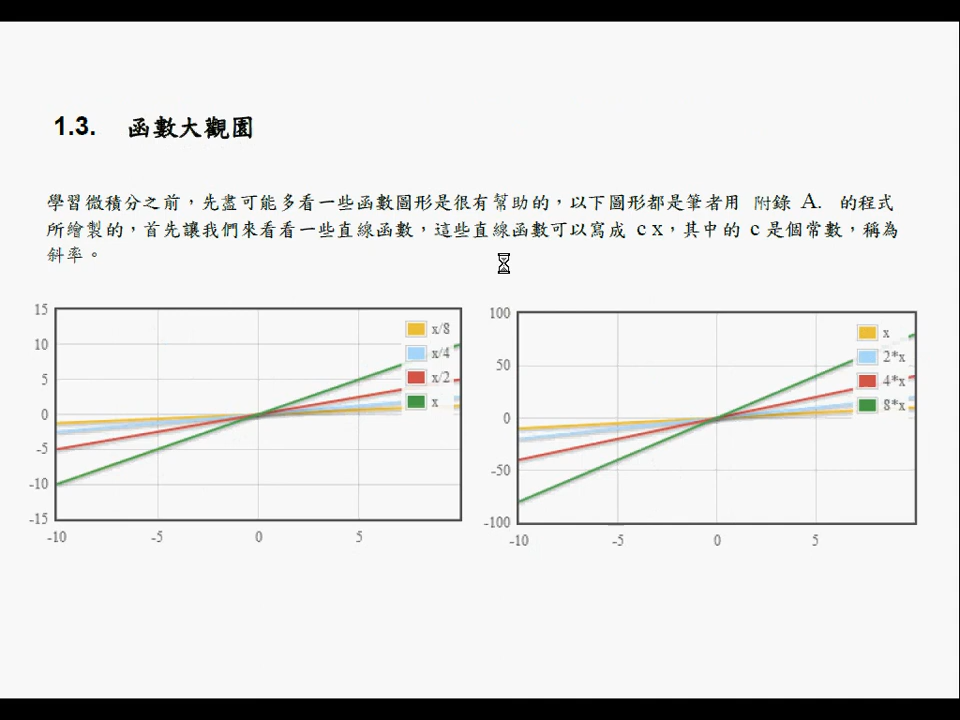 1.3. 函數大觀園
學習微積分之前，先盡可能多看一些函數圖形是很有幫助的，以下圖形都是筆者用 附錄 A. 的程式
所繪製的，首先讓我們來看看一些直線函數，這些直線函數可以寫成 c x，其中的 c 是個常數，稱為
斜率。
15
10
5
0
-5
-10
-15
-10 -5 0 5
x/8
x/4
x/2
x
100
50
0
-50
-100
-10 -5 0 5
x
2*x
4*x
8*x